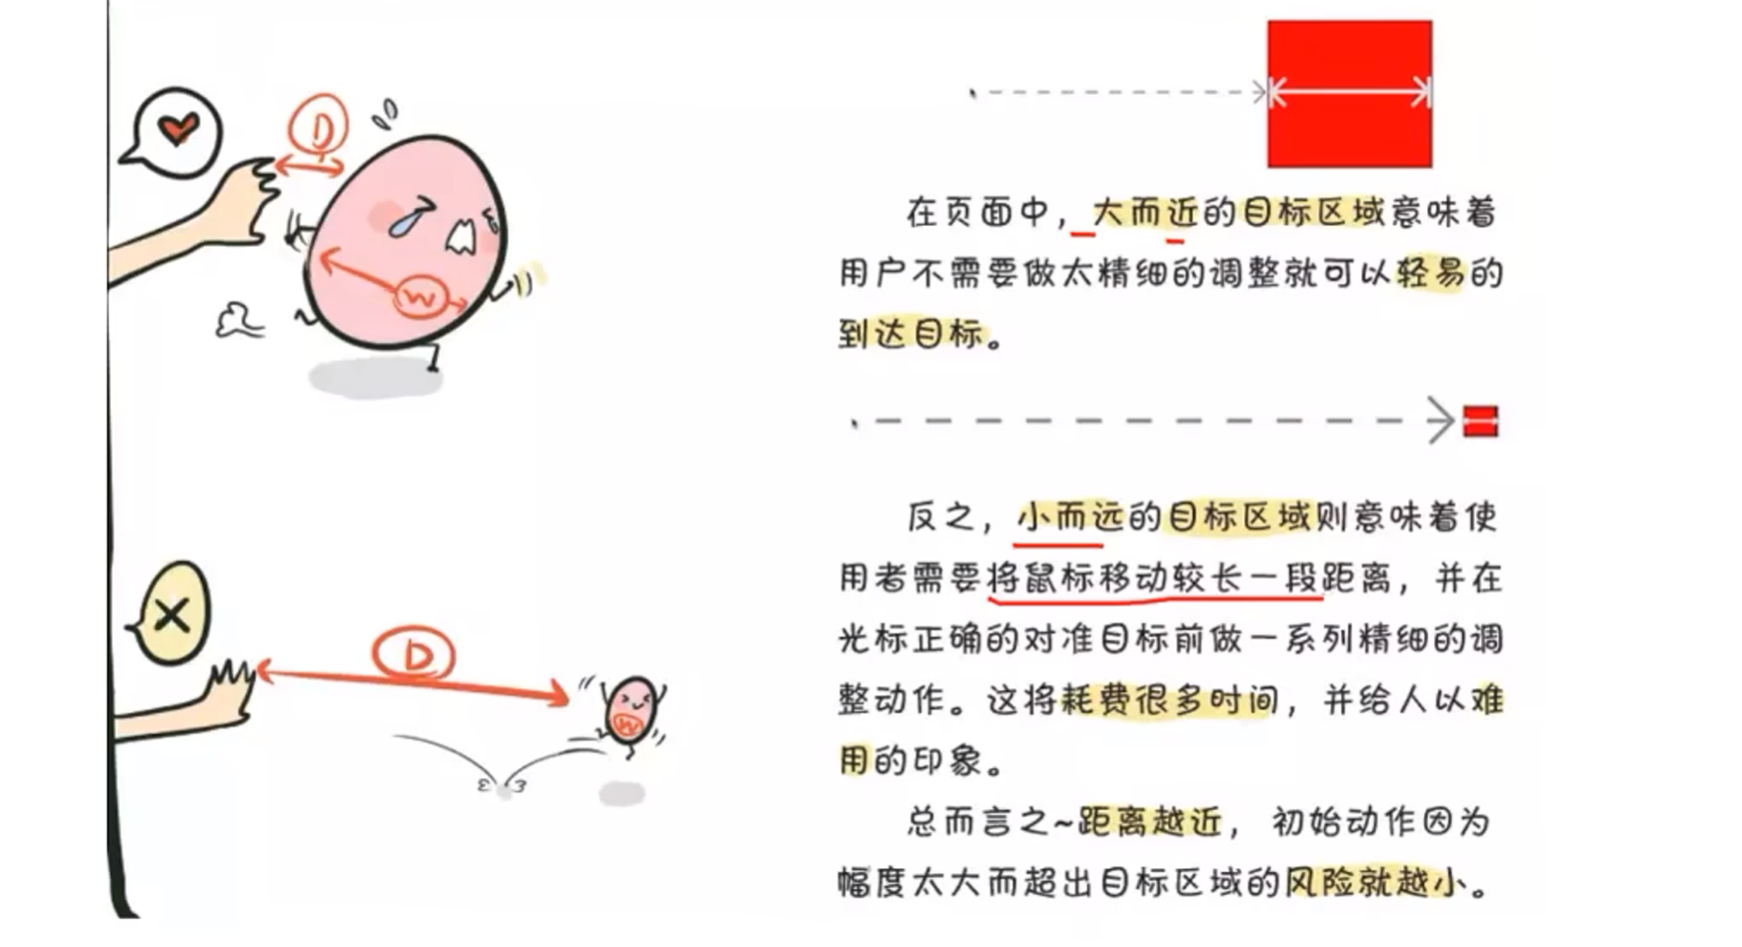 D
W
在页面中，大而近的目标区域意味着
用户不需要做太精细的调整就可以轻易的
到达目标。
反之，小而远的目标区域则意味着使
用者需要将鼠标移动较长一段距离，并在
光标正确的对准目标前做一系列精细的调
整动作。这将耗费很多时间，并给人以难
用的印象。
D
W
总而言之~距离越近，初始动作因为
幅度太大而超出目标区域的风险就越小。